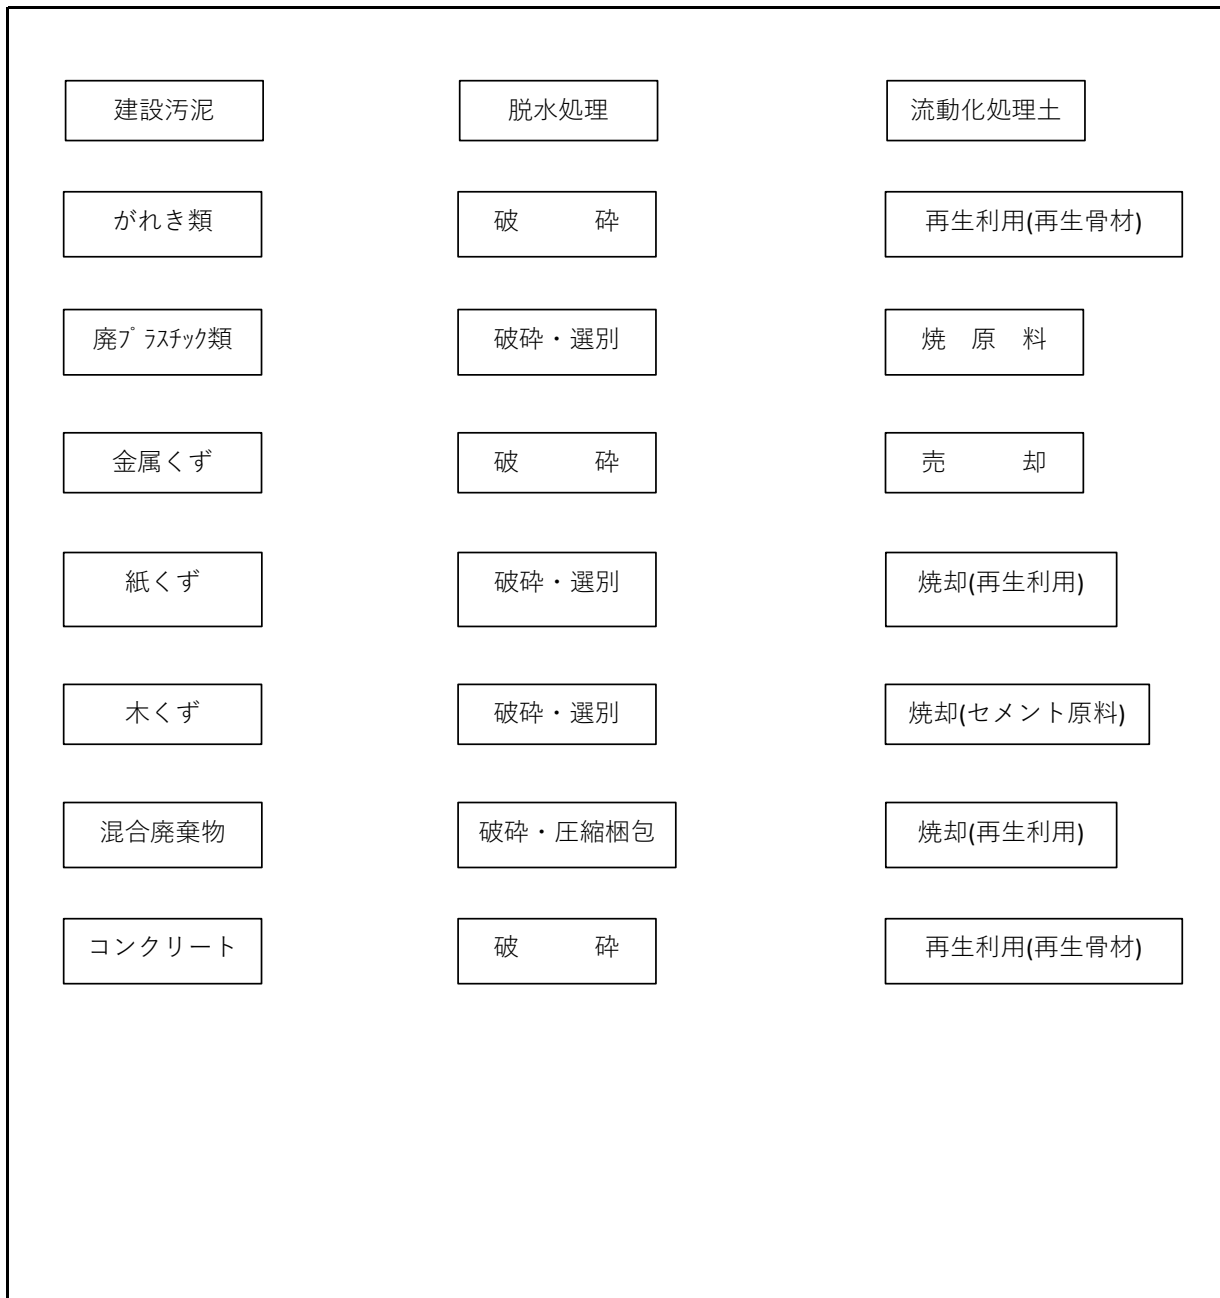 建設汚泥 脱水処理 流動化処理土
がれき類 破　　　砕 再生利用(再生骨材)
廃ﾌﾟﾗｽﾁｯｸ類 破砕・選別 焼　原　料
金属くず 破　　　砕 売　　　却
紙くず 破砕・選別 焼却(再生利用)
木くず 破砕・選別 焼却(セメント原料)
混合廃棄物 破砕・圧縮梱包 焼却(再生利用)
コンクリート 破　　　砕 再生利用(再生骨材)